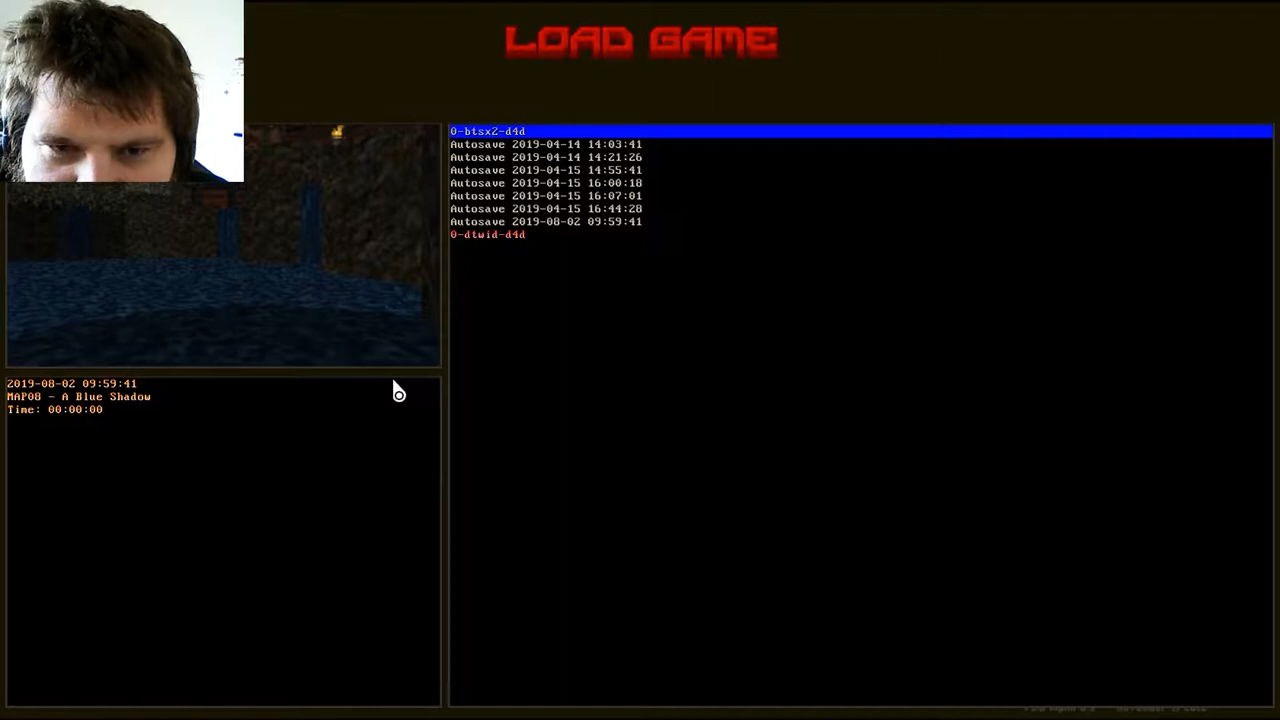 LOAD GAME
0-btsx2-d4d
Autosave 2019-04-14 14:03:41
Autosave 2019-04-14 14:21:26
Autosave 2019-04-15 14:55:41
Autosave 2019-04-15 16:00:18
Autosave 2019-04-15 16:07:01
Autosave 2019-04-15 16:44:28
Autosave 2019-08-02 09:59:41
0-dtwid-d4d
2019-08-02 09:59:41
MAP08 - A Blue Shadow
Time: 00:00:00